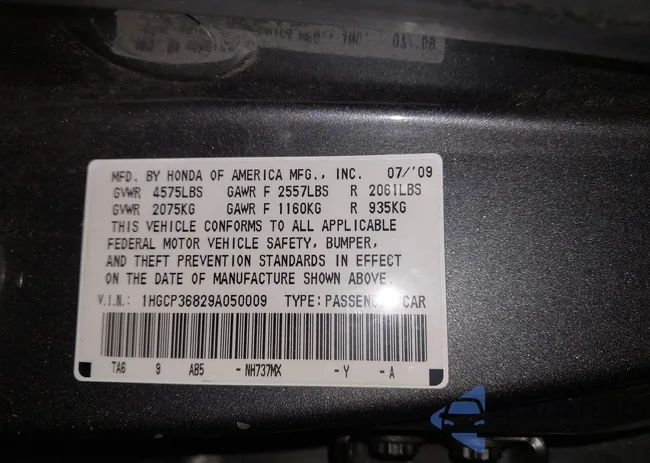 MFD. BY HONDA OF AMERICA MFG., INC. 07/'09
GVWR 4575LBS GAWR F 2557LBS R 2061LBS
GVWR 2075KG GAWR F 1160KG R 935KG
THIS VEHICLE CONFORMS TO ALL APPLICABLE
FEDERAL MOTOR VEHICLE SAFETY, BUMPER,
AND THEFT PREVENTION STANDARDS IN EFFECT
ON THE DATE OF MANUFACTURE SHOWN ABOVE.
V.I.N.: 1HGCP36829A050009 TYPE: PASSENGER CAR
TA6 9 AB5 -NH737MX -Y -A